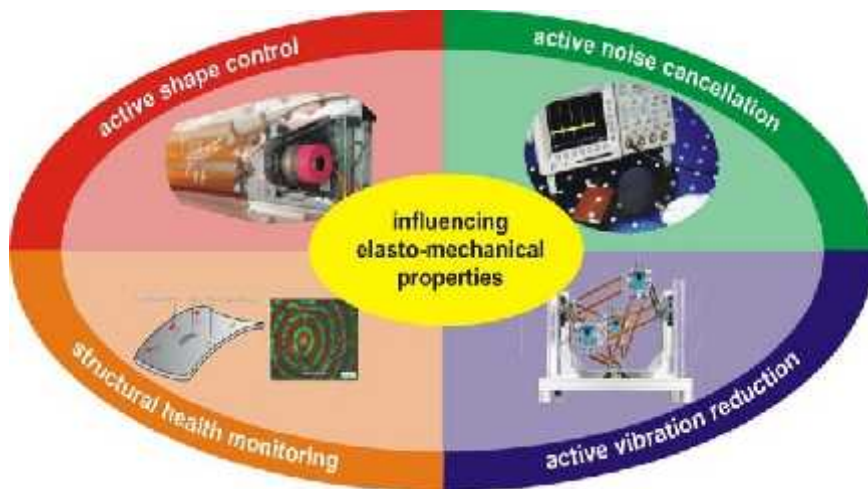 active shape control
active noise cancellation
influencing
elasto-mechanical
properties
structural health monitoring
active vibration reduction